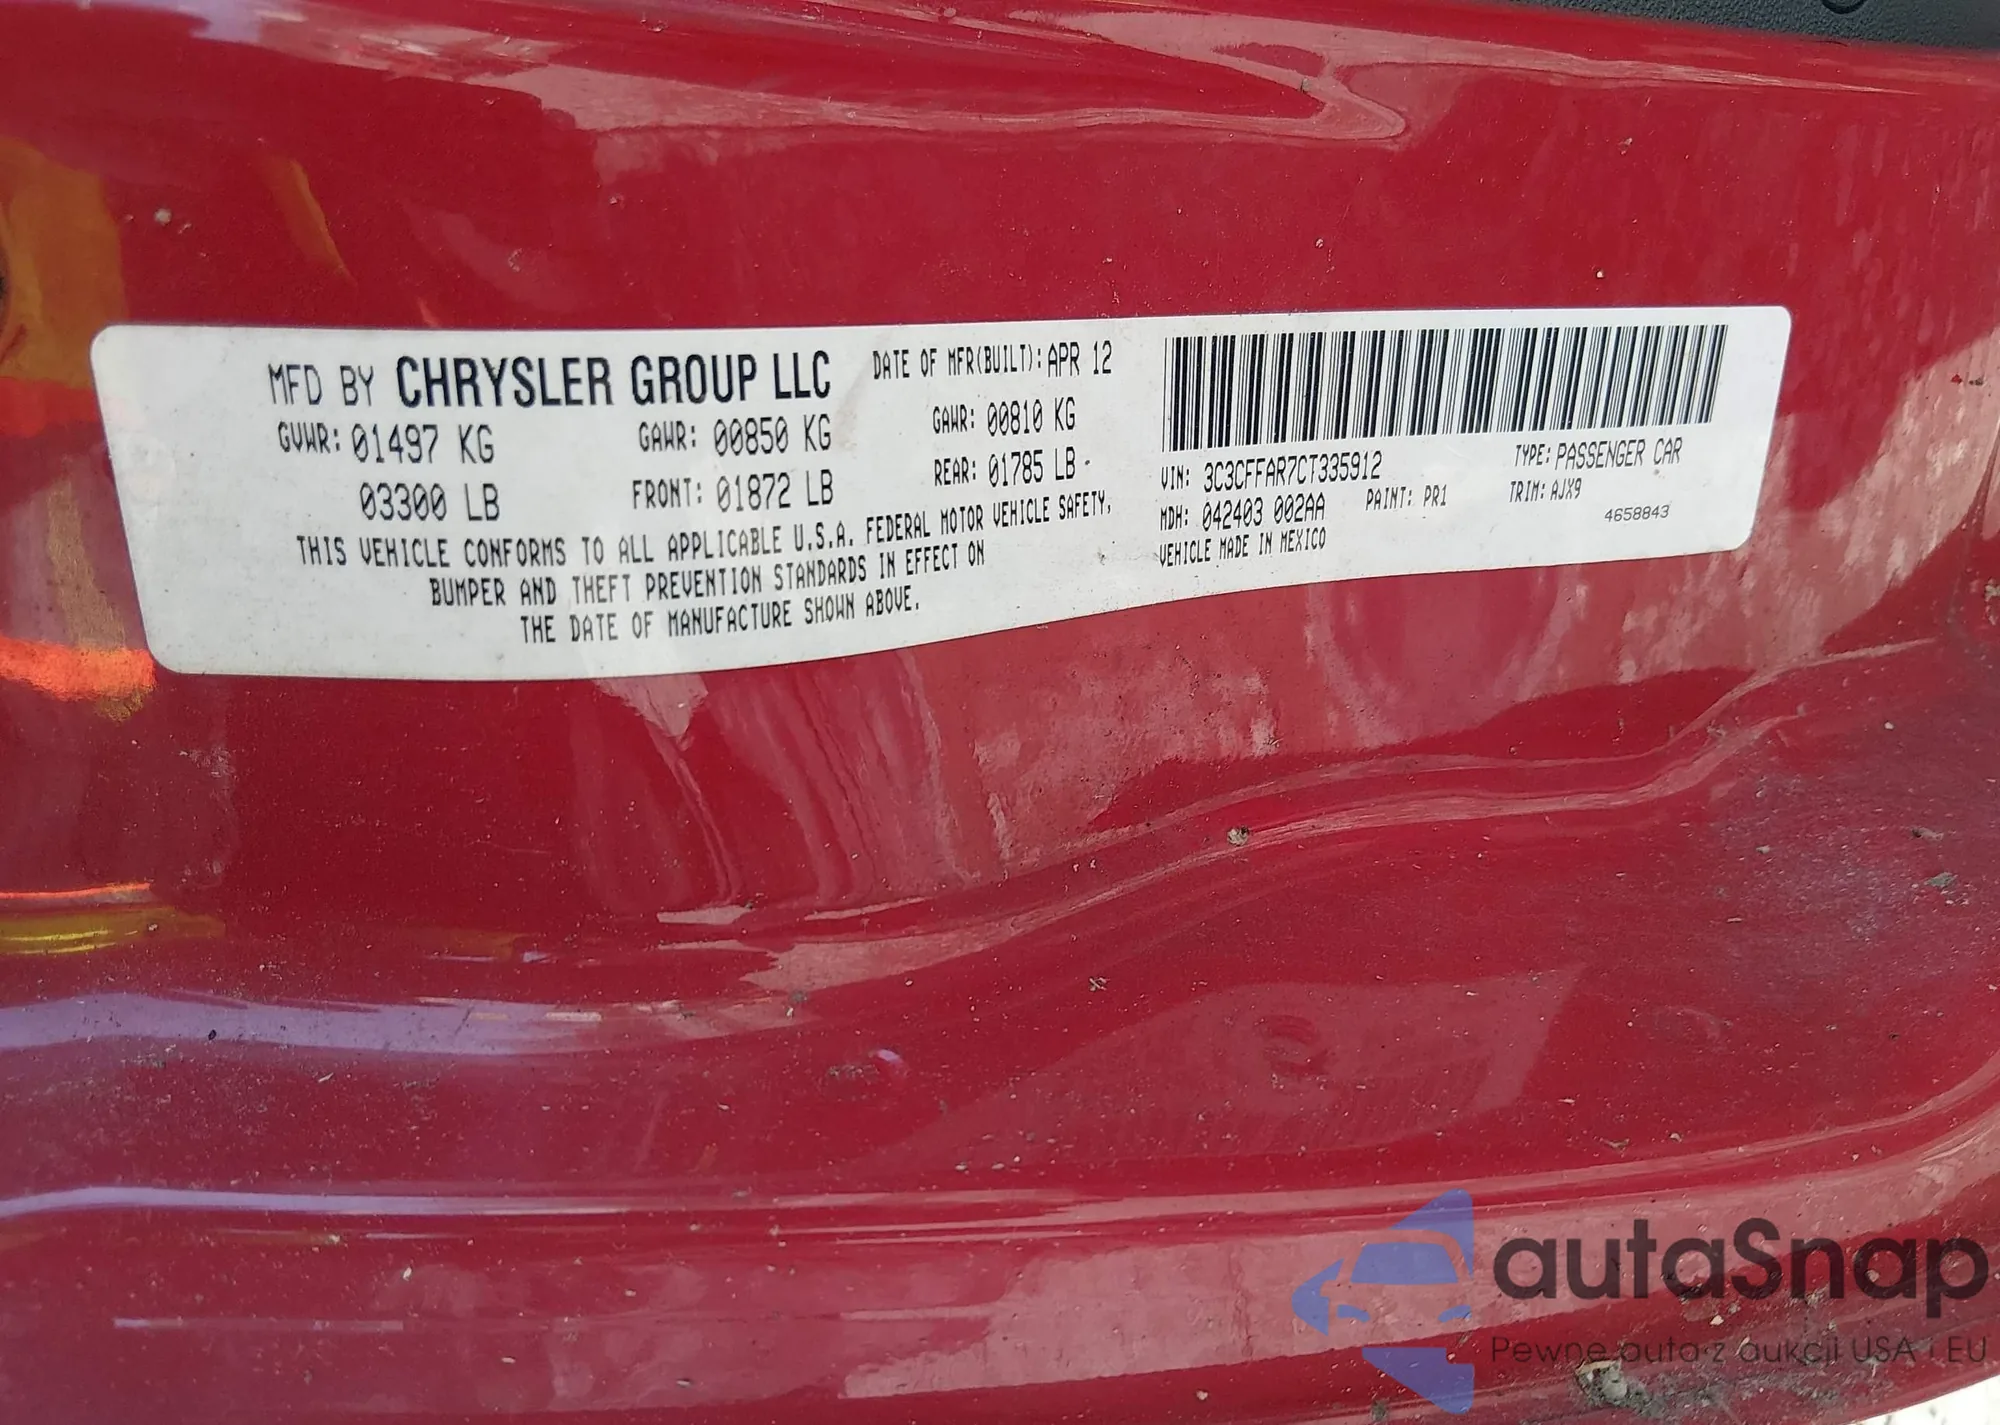 MFD BY CHRYSLER GROUP LLC DATE OF MFR(BUILT): APR 12
GVWR: 01497 KG GAWR: 00850 KG GAWR: 00810 KG
03300 LB FRONT: 01872 LB REAR: 01785 LB
THIS VEHICLE CONFORMS TO ALL APPLICABLE U.S.A. FEDERAL MOTOR VEHICLE SAFETY,
BUMPER AND THEFT PREVENTION STANDARDS IN EFFECT ON
THE DATE OF MANUFACTURE SHOWN ABOVE.
VIN: 3C3CFFAR7CT335912 TYPE: PASSENGER CAR
MDH: 042403 002AA PAINT: PR1 TRIM: AJX9
VEHICLE MADE IN MEXICO 4658843
autaSnap
Pewne auta z aukcji USA i EU